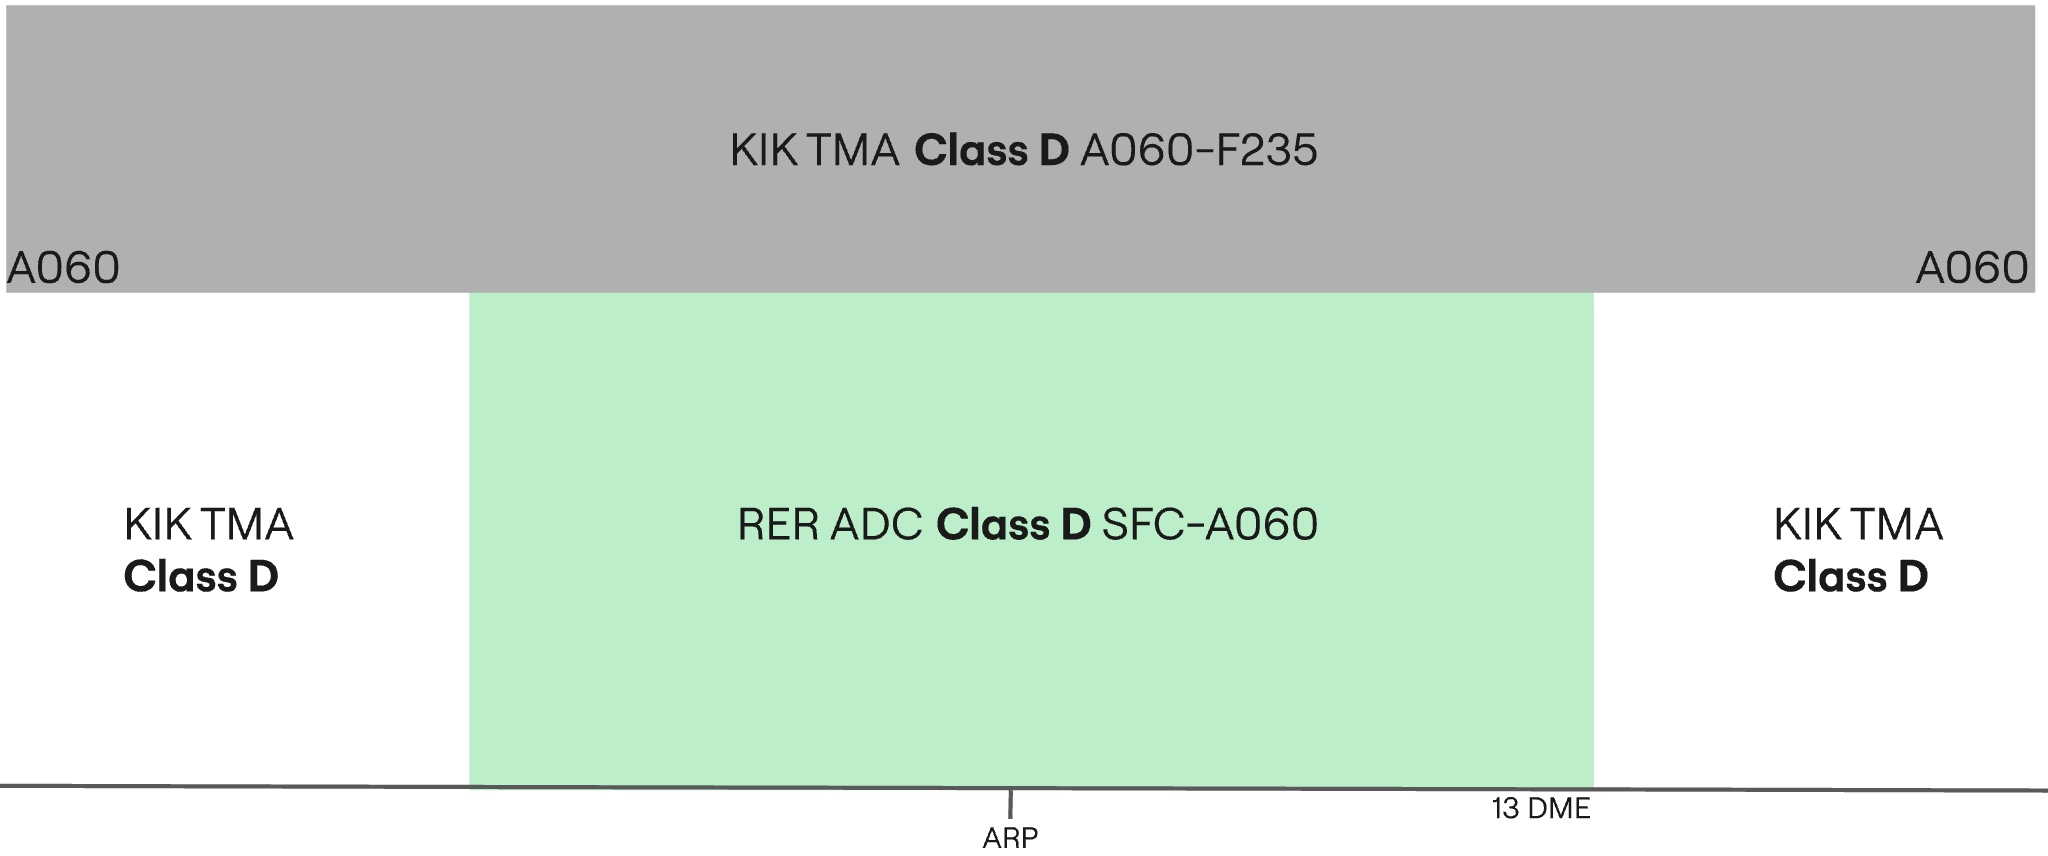 KIK TMA Class D A060-F235
A060
A060
KIK TMA
Class D
RER ADC Class D SFC-A060
KIK TMA
Class D
13 DME
ARP